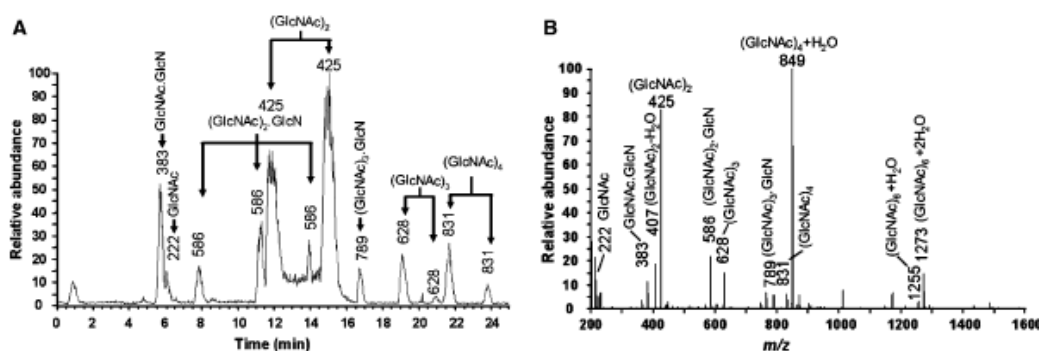 A
(GlcNAc)2
425
425
(GlcNAc)2.GlcN
383 GlcNAc.GlcN
222 GlcNAc
586
586
586
789 (GlcNAc)3.GlcN
(GlcNAc)3
628
628
(GlcNAc)4
831
831
Relative abundance
100
90
80
70
60
50
40
30
20
10
0
0 2 4 6 8 10 12 14 16 18 20 22 24
Time (min)
B
(GlcNAc)4+H2O
849
(GlcNAc)2
425
222 GlcNAc
383 GlcNAc.GlcN
407 (GlcNAc)2-H2O
586 (GlcNAc)2.GlcN
628 (GlcNAc)3
789 (GlcNAc)3.GlcN
831 (GlcNAc)4
(GlcNAc)6+H2O
1255
1273 (GlcNAc)6+2H2O
Relative abundance
100
90
80
70
60
50
40
30
20
10
0
200 400 600 800 1000 1200 1400 1600
m/z